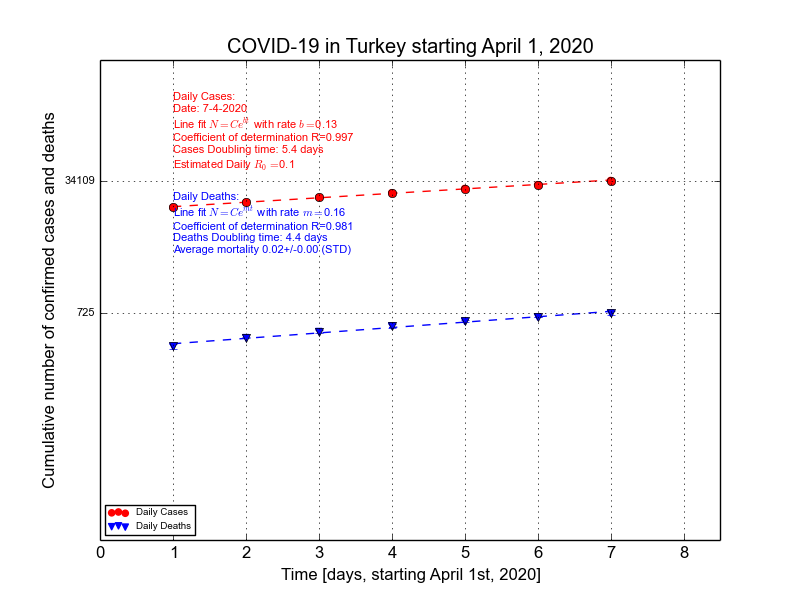 COVID-19 in Turkey starting April 1, 2020
Daily Cases:
Date: 7-4-2020
Line fit N=Ce^{bt} with rate b=0.13
Coefficient of determination R=0.997
Cases Doubling time: 5.4 days
Estimated Daily R_0=0.1
34109
Daily Deaths:
Line fit N=Ce^{mt} with rate m=0.16
Coefficient of determination R=0.981
Deaths Doubling time: 4.4 days
Average mortality 0.02+/-0.00 (STD)
725
Cumulative number of confirmed cases and deaths
Daily Cases
Daily Deaths
0 1 2 3 4 5 6 7 8
Time [days, starting April 1st, 2020]